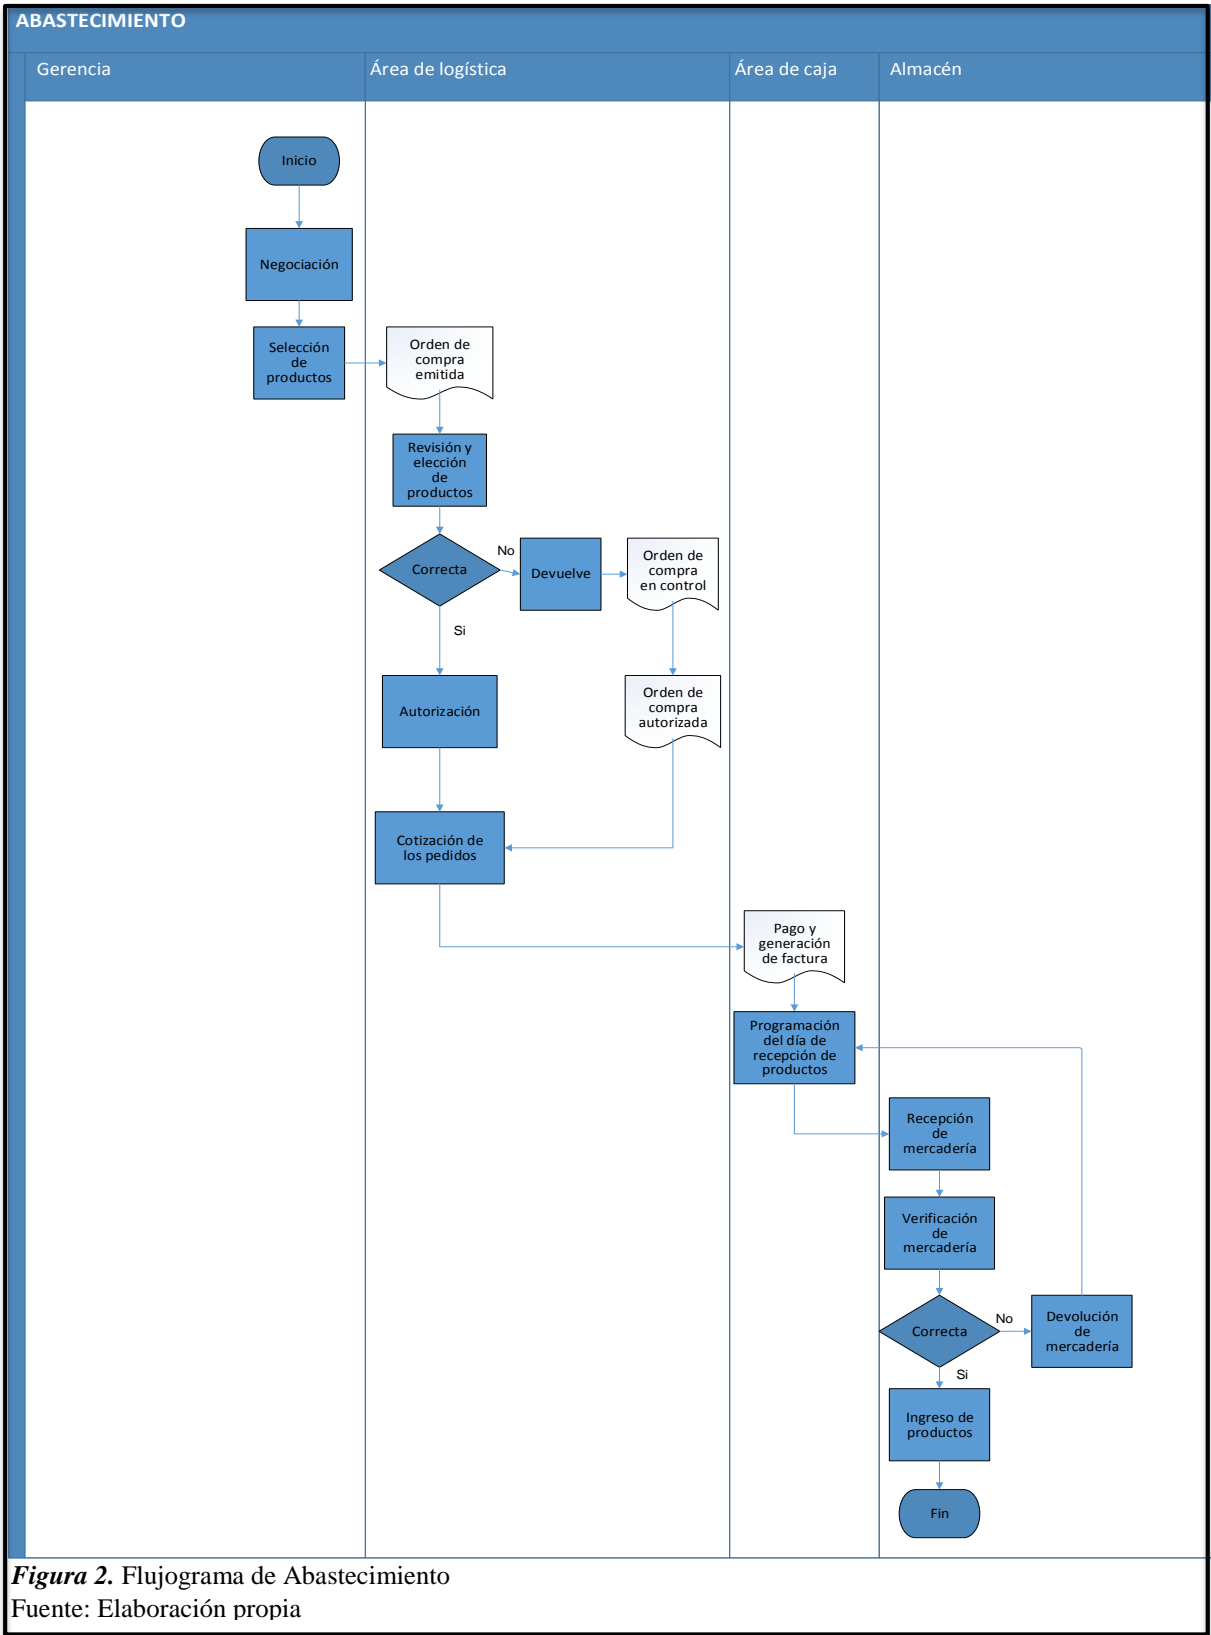 ABASTECIMIENTO
Gerencia
Área de logística
Área de caja
Almacén
Inicio
Negociación
Selección
de
productos
Orden de
compra
emitida
Revisión y
elección
de
productos
Correcta
No
Devuelve
Orden de
compra
en control
Si
Autorización
Orden de
compra
autorizada
Cotización de
los pedidos
Pago y
generación
de factura
Programación
del día de
recepción de
productos
Recepción
de
mercadería
Verificación
de
mercadería
Correcta
No
Devolución
de
mercadería
Si
Ingreso de
productos
Fin
Figura 2. Flujograma de Abastecimiento
Fuente: Elaboración propia